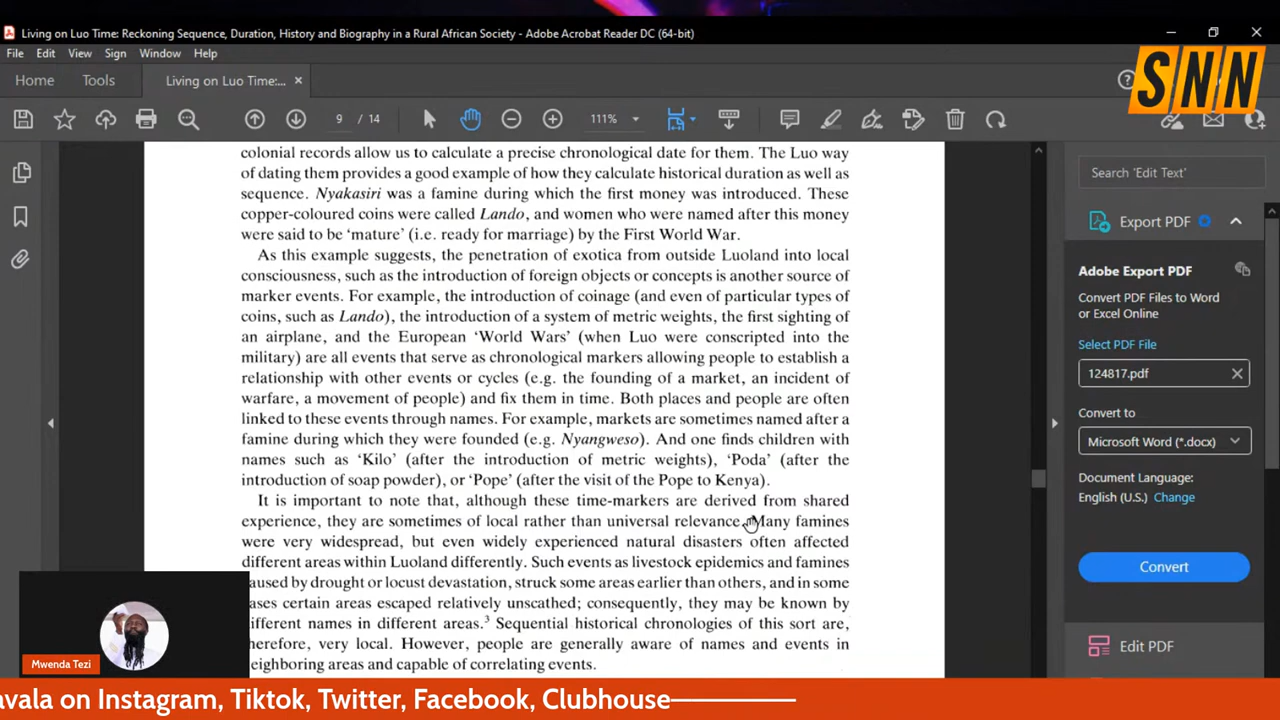 Living on Luo Time: Reckoning Sequence, Duration, History and Biography in a Rural African Society - Adobe Acrobat Reader DC (64-bit)
File Edit View Window Sign Help
Home Tools Living on Luo Time:... ×
SNN
9 / 14 111%
colonial records allow us to calculate a precise chronological date for them. The Luo way
of dating them provides a good example of how they calculate historical duration as well as
sequence. Nyakasiri was a famine during which the first money was introduced. These
copper-coloured coins were called Lando, and women who were named after this money
were said to be 'mature' (i.e. ready for marriage) by the First World War.
As this example suggests, the penetration of exotica from outside Luoland into local
consciousness, such as the introduction of foreign objects or concepts is another source of
marker events. For example, the introduction of coinage (and even of particular types of
coins, such as Lando), the introduction of a system of metric weights, the first sighting of
an airplane, and the European 'World Wars' (when Luo were conscripted into the
military) are all events that serve as chronological markers allowing people to establish a
relationship with other events or cycles (e.g. the founding of a market, an incident of
warfare, a movement of people) and fix them in time. Both places and people are often
linked to these events through names. For example, markets are sometimes named after a
famine during which they were founded (e.g. Nyangweso). And one finds children with
names such as 'Kilo' (after the introduction of metric weights), 'Poda' (after the
introduction of soap powder), or 'Pope' (after the visit of the Pope to Kenya).
It is important to note that, although these time-markers are derived from shared
experience, they are sometimes of local rather than universal relevance. Many famines
were very widespread, but even widely experienced natural disasters often affected
different areas within Luoland differently. Such events as livestock epidemics and famines
caused by drought or locust devastation, struck some areas earlier than others, and in some
cases certain areas escaped relatively unscathed; consequently, they may be known by
different names in different areas.³ Sequential historical chronologies of this sort are,
therefore, very local. However, people are generally aware of names and events in
neighboring areas and capable of correlating events.
Search 'Edit Text'
Export PDF
Adobe Export PDF
Convert PDF Files to Word
or Excel Online
Select PDF File
124817.pdf
Convert to
Microsoft Word (*.docx)
Document Language:
English (U.S.) Change
Convert
Edit PDF
Mwenda Tezi
avala on Instagram, Tiktok, Twitter, Facebook, Clubhouse